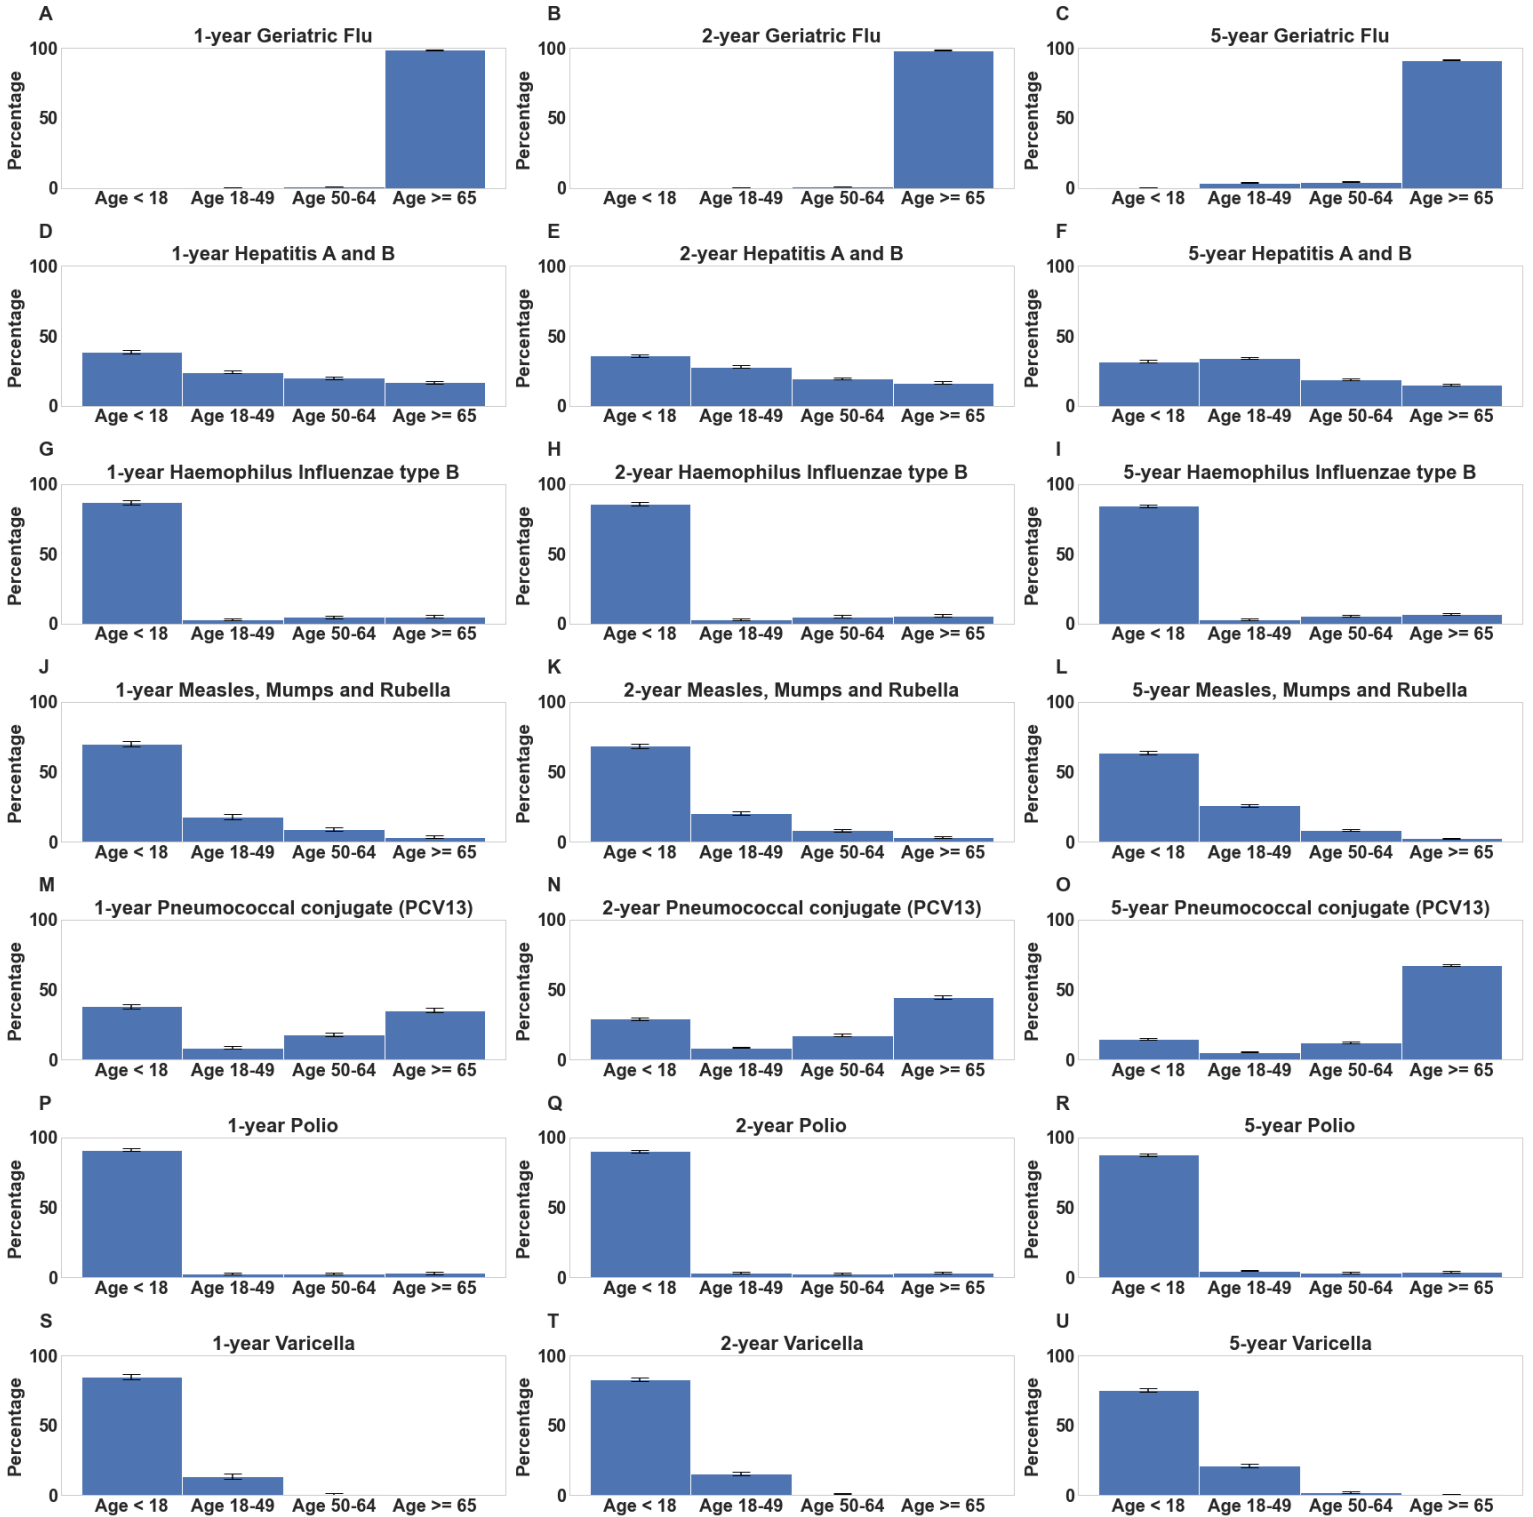 A B C
1-year Geriatric Flu 2-year Geriatric Flu 5-year Geriatric Flu
Percentage Percentage Percentage
100 100 100
50 50 50
0 0 0
Age < 18 Age 18-49 Age 50-64 Age >= 65 Age < 18 Age 18-49 Age 50-64 Age >= 65 Age < 18 Age 18-49 Age 50-64 Age >= 65
D E F
1-year Hepatitis A and B 2-year Hepatitis A and B 5-year Hepatitis A and B
Percentage Percentage Percentage
100 100 100
50 50 50
0 0 0
Age < 18 Age 18-49 Age 50-64 Age >= 65 Age < 18 Age 18-49 Age 50-64 Age >= 65 Age < 18 Age 18-49 Age 50-64 Age >= 65
G H I
1-year Haemophilus Influenzae type B 2-year Haemophilus Influenzae type B 5-year Haemophilus Influenzae type B
Percentage Percentage Percentage
100 100 100
50 50 50
0 0 0
Age < 18 Age 18-49 Age 50-64 Age >= 65 Age < 18 Age 18-49 Age 50-64 Age >= 65 Age < 18 Age 18-49 Age 50-64 Age >= 65
J K L
1-year Measles, Mumps and Rubella 2-year Measles, Mumps and Rubella 5-year Measles, Mumps and Rubella
Percentage Percentage Percentage
100 100 100
50 50 50
0 0 0
Age < 18 Age 18-49 Age 50-64 Age >= 65 Age < 18 Age 18-49 Age 50-64 Age >= 65 Age < 18 Age 18-49 Age 50-64 Age >= 65
M N O
1-year Pneumococcal conjugate (PCV13) 2-year Pneumococcal conjugate (PCV13) 5-year Pneumococcal conjugate (PCV13)
Percentage Percentage Percentage
100 100 100
50 50 50
0 0 0
Age < 18 Age 18-49 Age 50-64 Age >= 65 Age < 18 Age 18-49 Age 50-64 Age >= 65 Age < 18 Age 18-49 Age 50-64 Age >= 65
P Q R
1-year Polio 2-year Polio 5-year Polio
Percentage Percentage Percentage
100 100 100
50 50 50
0 0 0
Age < 18 Age 18-49 Age 50-64 Age >= 65 Age < 18 Age 18-49 Age 50-64 Age >= 65 Age < 18 Age 18-49 Age 50-64 Age >= 65
S T U
1-year Varicella 2-year Varicella 5-year Varicella
Percentage Percentage Percentage
100 100 100
50 50 50
0 0 0
Age < 18 Age 18-49 Age 50-64 Age >= 65 Age < 18 Age 18-49 Age 50-64 Age >= 65 Age < 18 Age 18-49 Age 50-64 Age >= 65